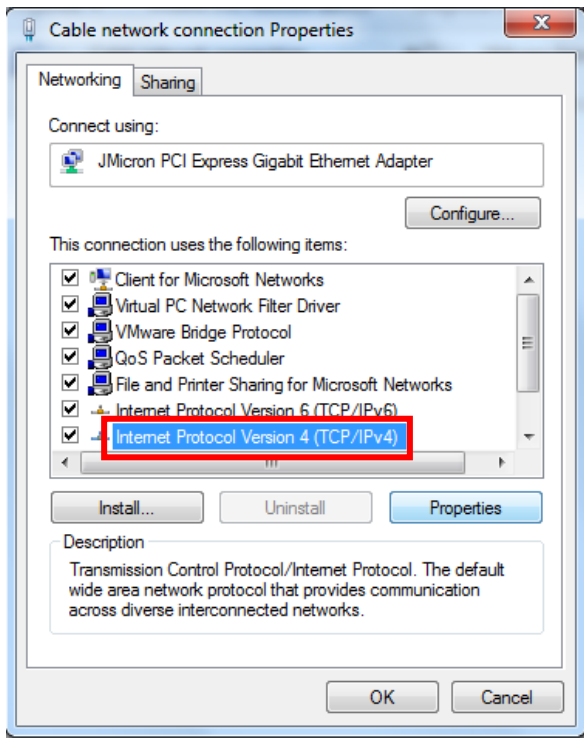 Cable network connection Properties
Networking
Sharing
Connect using:
JMicron PCI Express Gigabit Ethernet Adapter
Configure...
This connection uses the following items:
Client for Microsoft Networks
Virtual PC Network Filter Driver
VMware Bridge Protocol
QoS Packet Scheduler
File and Printer Sharing for Microsoft Networks
Internet Protocol Version 6 (TCP/IPv6)
Internet Protocol Version 4 (TCP/IPv4)
Install...
Uninstall
Properties
Description
Transmission Control Protocol/Internet Protocol. The default
wide area network protocol that provides communication
across diverse interconnected networks.
OK
Cancel